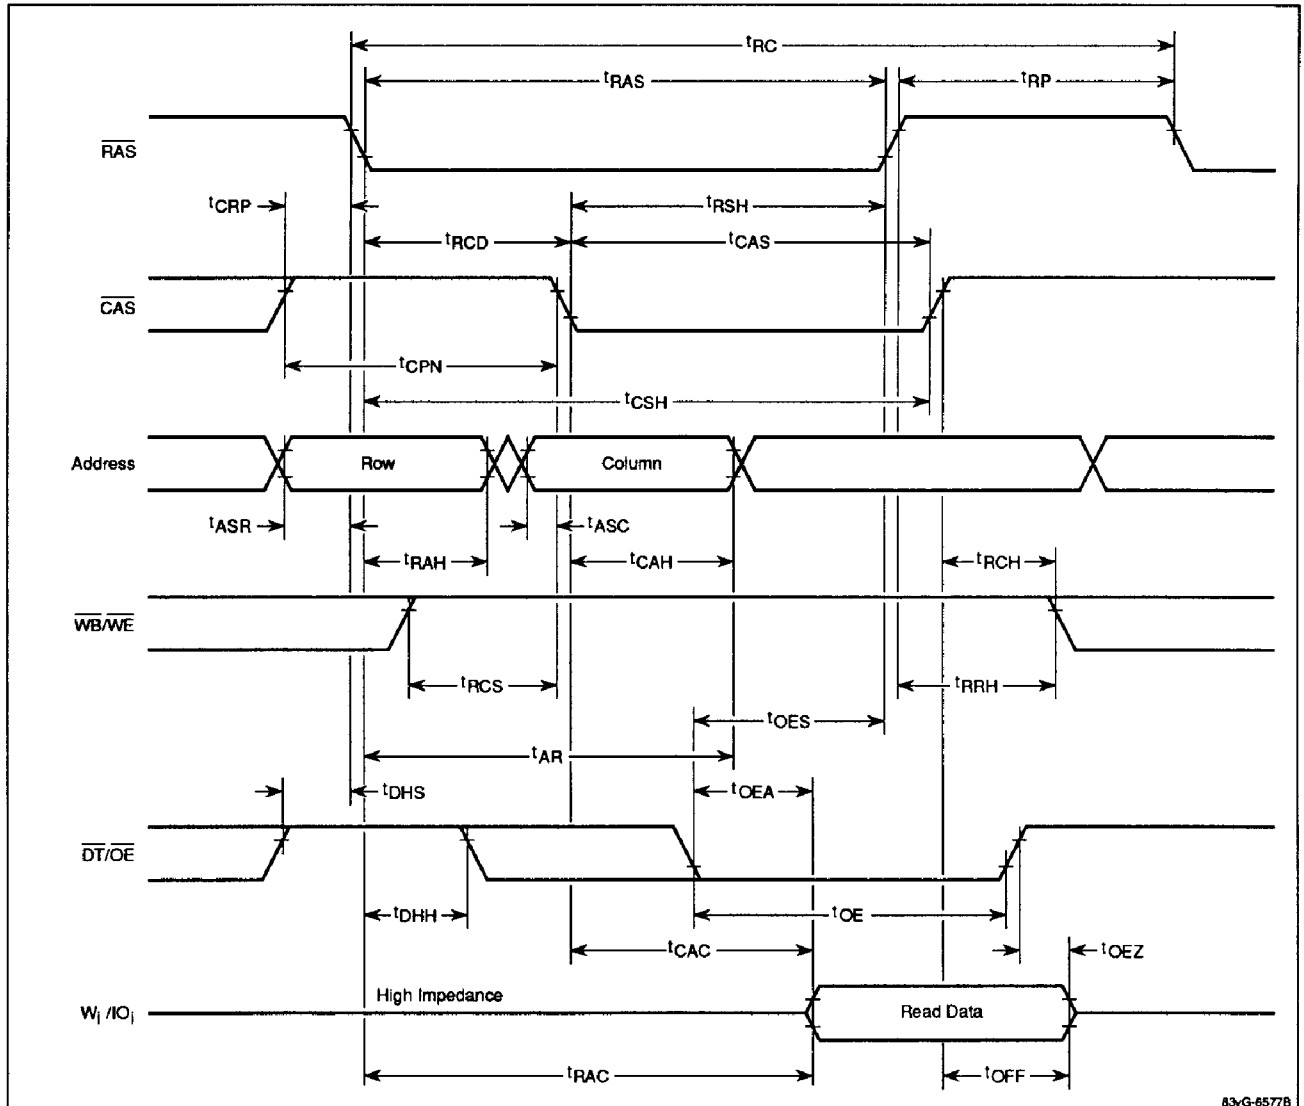 tRC
tRAS
tRP
RAS
tCRP
tRSH
tRCD
tCAS
CAS
tCPN
tCSH
Address
Row
Column
tASR
tASC
tRAH
tCAH
tRCH
WB/WE
tRCS
tRRH
tOES
tAR
tDHS
tOEA
DT/OE
tDHH
tOE
tCAC
tOEZ
High Impedance
Wi /IOi
Read Data
tRAC
tOFF
83vG-6577B